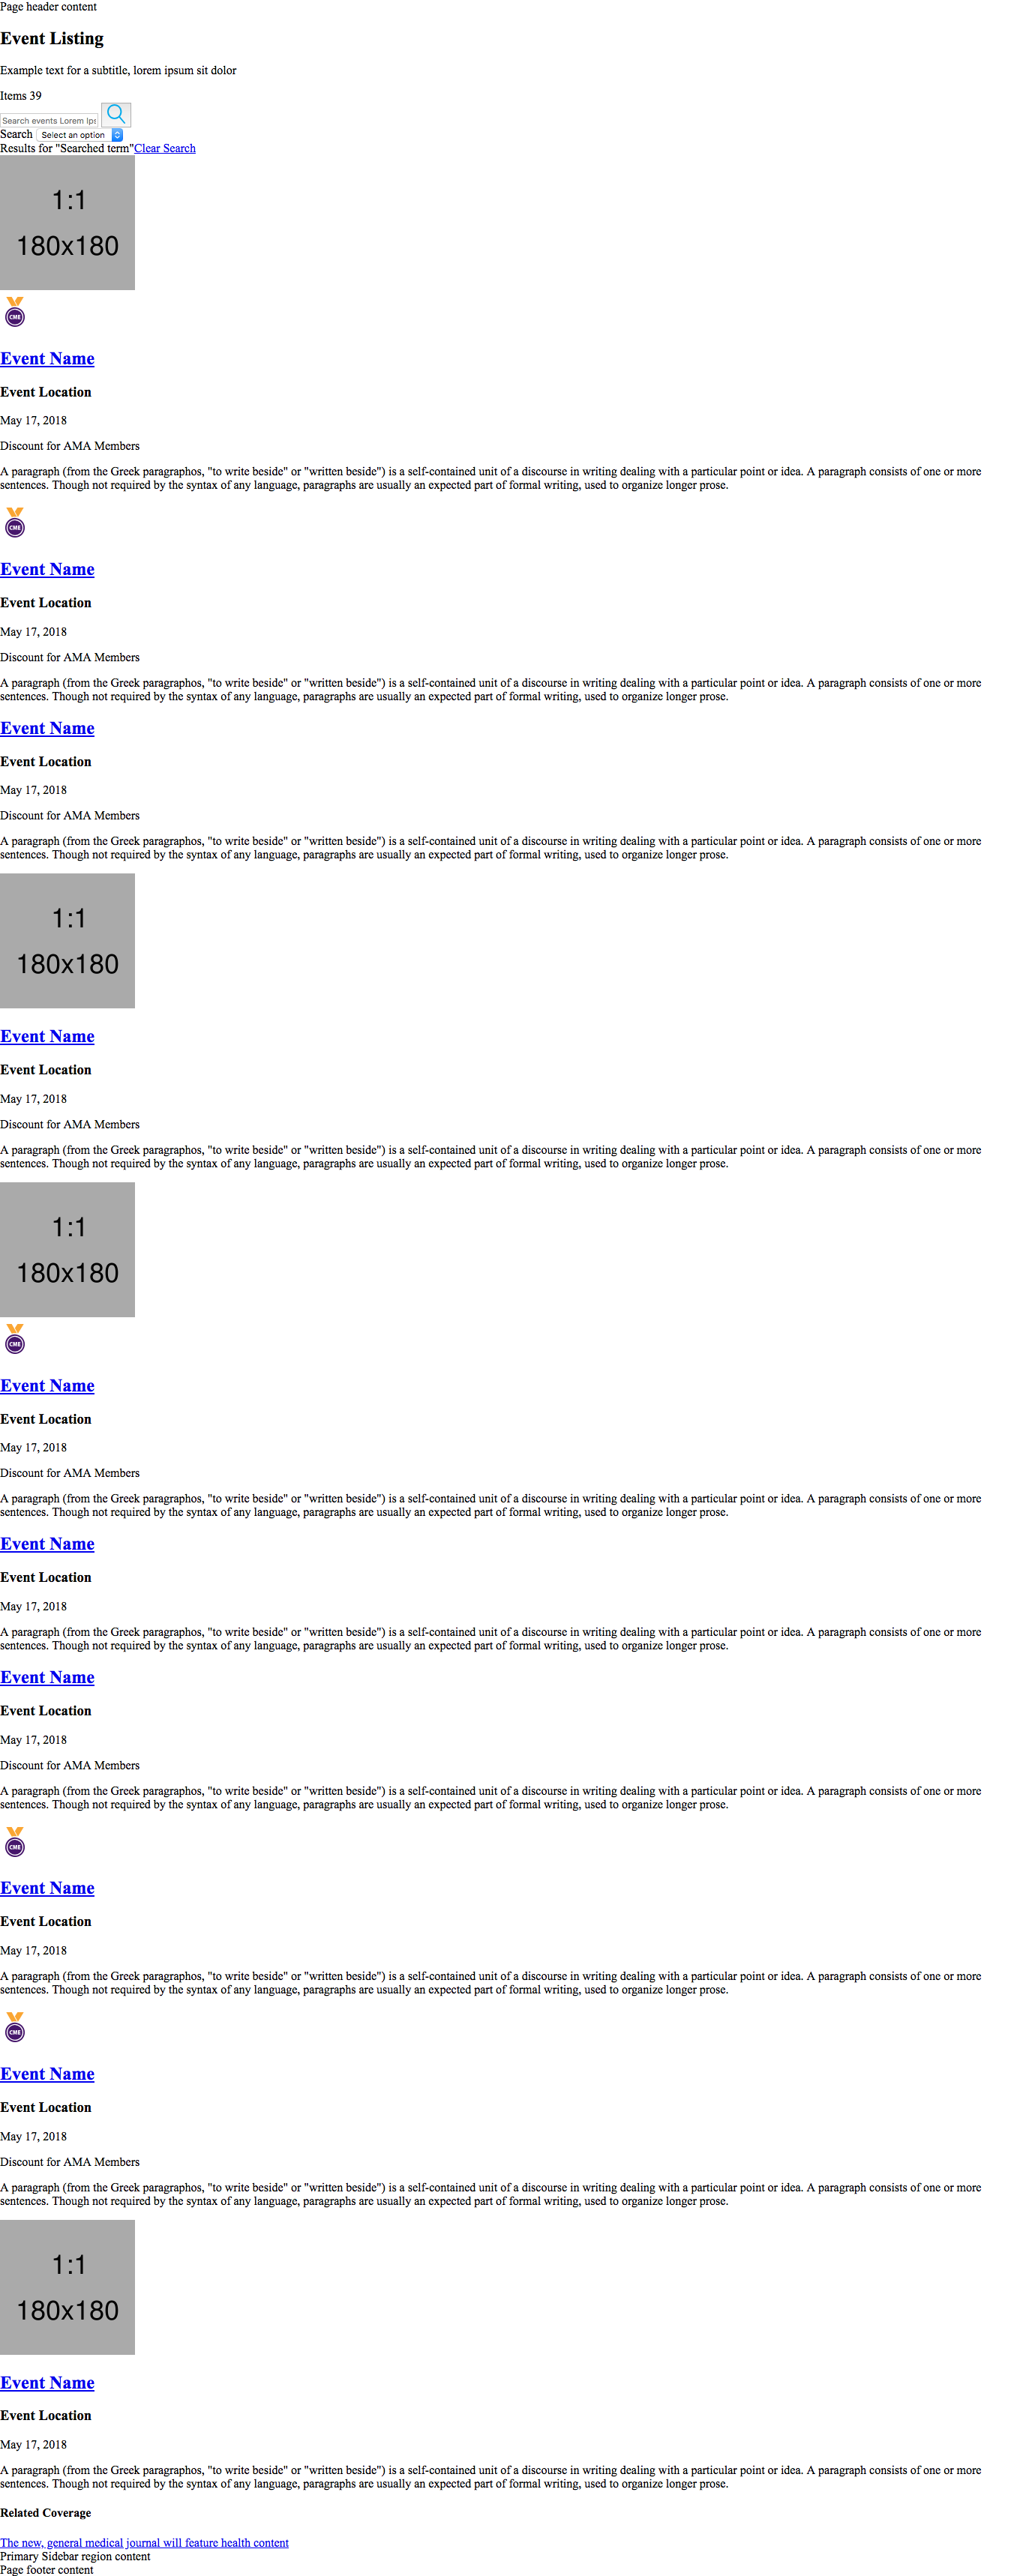 Page header content
Event Listing
Example text for a subtitle, lorem ipsum sit dolor
Items 39
Search events Lorem Ips
Search Select an option
Results for "Searched term"Clear Search
1:1
180x180
CME
Event Name
Event Location
May 17, 2018
Discount for AMA Members
A paragraph (from the Greek paragraphos, "to write beside" or "written beside") is a self-contained unit of a discourse in writing dealing with a particular point or idea. A paragraph consists of one or more
sentences. Though not required by the syntax of any language, paragraphs are usually an expected part of formal writing, used to organize longer prose.
CME
Event Name
Event Location
May 17, 2018
Discount for AMA Members
A paragraph (from the Greek paragraphos, "to write beside" or "written beside") is a self-contained unit of a discourse in writing dealing with a particular point or idea. A paragraph consists of one or more
sentences. Though not required by the syntax of any language, paragraphs are usually an expected part of formal writing, used to organize longer prose.
Event Name
Event Location
May 17, 2018
Discount for AMA Members
A paragraph (from the Greek paragraphos, "to write beside" or "written beside") is a self-contained unit of a discourse in writing dealing with a particular point or idea. A paragraph consists of one or more
sentences. Though not required by the syntax of any language, paragraphs are usually an expected part of formal writing, used to organize longer prose.
1:1
180x180
Event Name
Event Location
May 17, 2018
Discount for AMA Members
A paragraph (from the Greek paragraphos, "to write beside" or "written beside") is a self-contained unit of a discourse in writing dealing with a particular point or idea. A paragraph consists of one or more
sentences. Though not required by the syntax of any language, paragraphs are usually an expected part of formal writing, used to organize longer prose.
1:1
180x180
CME
Event Name
Event Location
May 17, 2018
Discount for AMA Members
A paragraph (from the Greek paragraphos, "to write beside" or "written beside") is a self-contained unit of a discourse in writing dealing with a particular point or idea. A paragraph consists of one or more
sentences. Though not required by the syntax of any language, paragraphs are usually an expected part of formal writing, used to organize longer prose.
Event Name
Event Location
May 17, 2018
A paragraph (from the Greek paragraphos, "to write beside" or "written beside") is a self-contained unit of a discourse in writing dealing with a particular point or idea. A paragraph consists of one or more
sentences. Though not required by the syntax of any language, paragraphs are usually an expected part of formal writing, used to organize longer prose.
Event Name
Event Location
May 17, 2018
Discount for AMA Members
A paragraph (from the Greek paragraphos, "to write beside" or "written beside") is a self-contained unit of a discourse in writing dealing with a particular point or idea. A paragraph consists of one or more
sentences. Though not required by the syntax of any language, paragraphs are usually an expected part of formal writing, used to organize longer prose.
CME
Event Name
Event Location
May 17, 2018
A paragraph (from the Greek paragraphos, "to write beside" or "written beside") is a self-contained unit of a discourse in writing dealing with a particular point or idea. A paragraph consists of one or more
sentences. Though not required by the syntax of any language, paragraphs are usually an expected part of formal writing, used to organize longer prose.
CME
Event Name
Event Location
May 17, 2018
Discount for AMA Members
A paragraph (from the Greek paragraphos, "to write beside" or "written beside") is a self-contained unit of a discourse in writing dealing with a particular point or idea. A paragraph consists of one or more
sentences. Though not required by the syntax of any language, paragraphs are usually an expected part of formal writing, used to organize longer prose.
1:1
180x180
Event Name
Event Location
May 17, 2018
A paragraph (from the Greek paragraphos, "to write beside" or "written beside") is a self-contained unit of a discourse in writing dealing with a particular point or idea. A paragraph consists of one or more
sentences. Though not required by the syntax of any language, paragraphs are usually an expected part of formal writing, used to organize longer prose.
Related Coverage
The new, general medical journal will feature health content
Primary Sidebar region content
Page footer content